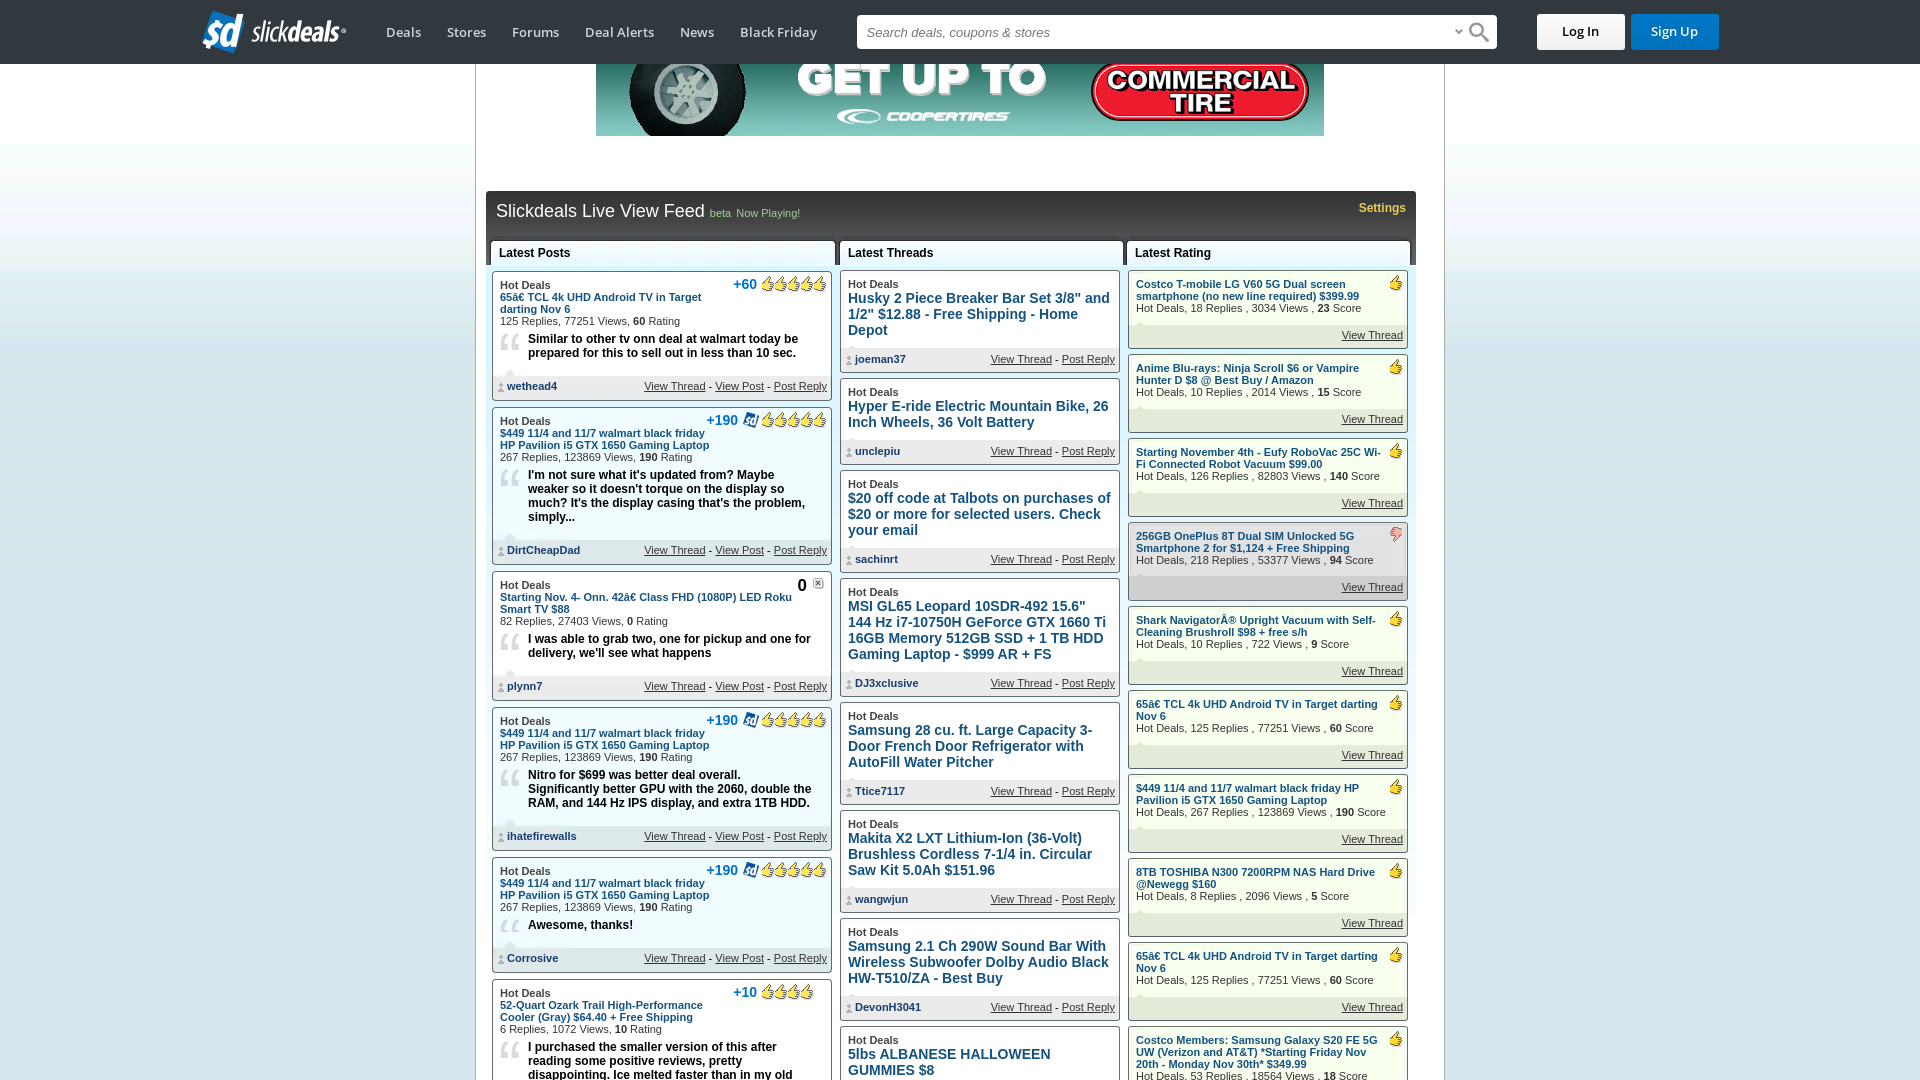 sd slickdeals®
Deals
Stores
Forums
Deal Alerts
News
Black Friday
Search deals, coupons & stores
Log In
Sign Up
GET UP TO
COOPERTIRES
COMMERCIAL
TIRE
Slickdeals Live View Feed beta Now Playing!
Settings
Latest Posts
Hot Deals
+60
65â€ TCL 4k UHD Android TV in Target
darting Nov 6
125 Replies, 77251 Views, 60 Rating
Similar to other tv onn deal at walmart today be
prepared for this to sell out in less than 10 sec.
wethead4
View Thread - View Post - Post Reply
Hot Deals
+190
$449 11/4 and 11/7 walmart black friday
HP Pavilion i5 GTX 1650 Gaming Laptop
267 Replies, 123869 Views, 190 Rating
I'm not sure what it's updated from? Maybe
weaker so it doesn't torque on the display so
much? It's the display casing that's the problem,
simply...
DirtCheapDad
View Thread - View Post - Post Reply
Hot Deals
0
Starting Nov. 4- Onn. 42â€ Class FHD (1080P) LED Roku
Smart TV $88
82 Replies, 27403 Views, 0 Rating
I was able to grab two, one for pickup and one for
delivery, we'll see what happens
plynn7
View Thread - View Post - Post Reply
Hot Deals
+190
$449 11/4 and 11/7 walmart black friday
HP Pavilion i5 GTX 1650 Gaming Laptop
267 Replies, 123869 Views, 190 Rating
Nitro for $699 was better deal overall.
Significantly better GPU with the 2060, double the
RAM, and 144 Hz IPS display, and extra 1TB HDD.
ihatefirewalls
View Thread - View Post - Post Reply
Hot Deals
+190
$449 11/4 and 11/7 walmart black friday
HP Pavilion i5 GTX 1650 Gaming Laptop
267 Replies, 123869 Views, 190 Rating
Awesome, thanks!
Corrosive
View Thread - View Post - Post Reply
Hot Deals
+10
52-Quart Ozark Trail High-Performance
Cooler (Gray) $64.40 + Free Shipping
6 Replies, 1072 Views, 10 Rating
I purchased the smaller version of this after
reading some positive reviews, pretty
disappointing. Ice melted faster than in my old
Latest Threads
Hot Deals
Husky 2 Piece Breaker Bar Set 3/8" and
1/2" $12.88 - Free Shipping - Home
Depot
joeman37
View Thread - Post Reply
Hot Deals
Hyper E-ride Electric Mountain Bike, 26
Inch Wheels, 36 Volt Battery
unclepiu
View Thread - Post Reply
Hot Deals
$20 off code at Talbots on purchases of
$20 or more for selected users. Check
your email
sachinrt
View Thread - Post Reply
Hot Deals
MSI GL65 Leopard 10SDR-492 15.6"
144 Hz i7-10750H GeForce GTX 1660 Ti
16GB Memory 512GB SSD + 1 TB HDD
Gaming Laptop - $999 AR + FS
DJ3xclusive
View Thread - Post Reply
Hot Deals
Samsung 28 cu. ft. Large Capacity 3-
Door French Door Refrigerator with
AutoFill Water Pitcher
Ttice7117
View Thread - Post Reply
Hot Deals
Makita X2 LXT Lithium-Ion (36-Volt)
Brushless Cordless 7-1/4 in. Circular
Saw Kit 5.0Ah $151.96
wangwjun
View Thread - Post Reply
Hot Deals
Samsung 2.1 Ch 290W Sound Bar With
Wireless Subwoofer Dolby Audio Black
HW-T510/ZA - Best Buy
DevonH3041
View Thread - Post Reply
Hot Deals
5lbs ALBANESE HALLOWEEN
GUMMIES $8
Latest Rating
Costco T-mobile LG V60 5G Dual screen
smartphone (no new line required) $399.99
Hot Deals, 18 Replies , 3034 Views , 23 Score
View Thread
Anime Blu-rays: Ninja Scroll $6 or Vampire
Hunter D $8 @ Best Buy / Amazon
Hot Deals, 10 Replies , 2014 Views , 15 Score
View Thread
Starting November 4th - Eufy RoboVac 25C Wi-
Fi Connected Robot Vacuum $99.00
Hot Deals, 126 Replies , 82803 Views , 140 Score
View Thread
256GB OnePlus 8T Dual SIM Unlocked 5G
Smartphone 2 for $1,124 + Free Shipping
Hot Deals, 218 Replies , 53377 Views , 94 Score
View Thread
Shark NavigatorÂ® Upright Vacuum with Self-
Cleaning Brushroll $98 + free s/h
Hot Deals, 10 Replies , 722 Views , 9 Score
View Thread
65â€ TCL 4k UHD Android TV in Target darting
Nov 6
Hot Deals, 125 Replies , 77251 Views , 60 Score
View Thread
$449 11/4 and 11/7 walmart black friday HP
Pavilion i5 GTX 1650 Gaming Laptop
Hot Deals, 267 Replies , 123869 Views , 190 Score
View Thread
8TB TOSHIBA N300 7200RPM NAS Hard Drive
@Newegg $160
Hot Deals, 8 Replies , 2096 Views , 5 Score
View Thread
65â€ TCL 4k UHD Android TV in Target darting
Nov 6
Hot Deals, 125 Replies , 77251 Views , 60 Score
View Thread
Costco Members: Samsung Galaxy S20 FE 5G
UW (Verizon and AT&T) *Starting Friday Nov
20th - Monday Nov 30th* $349.99
Hot Deals, 53 Replies , 18564 Views , 18 Score